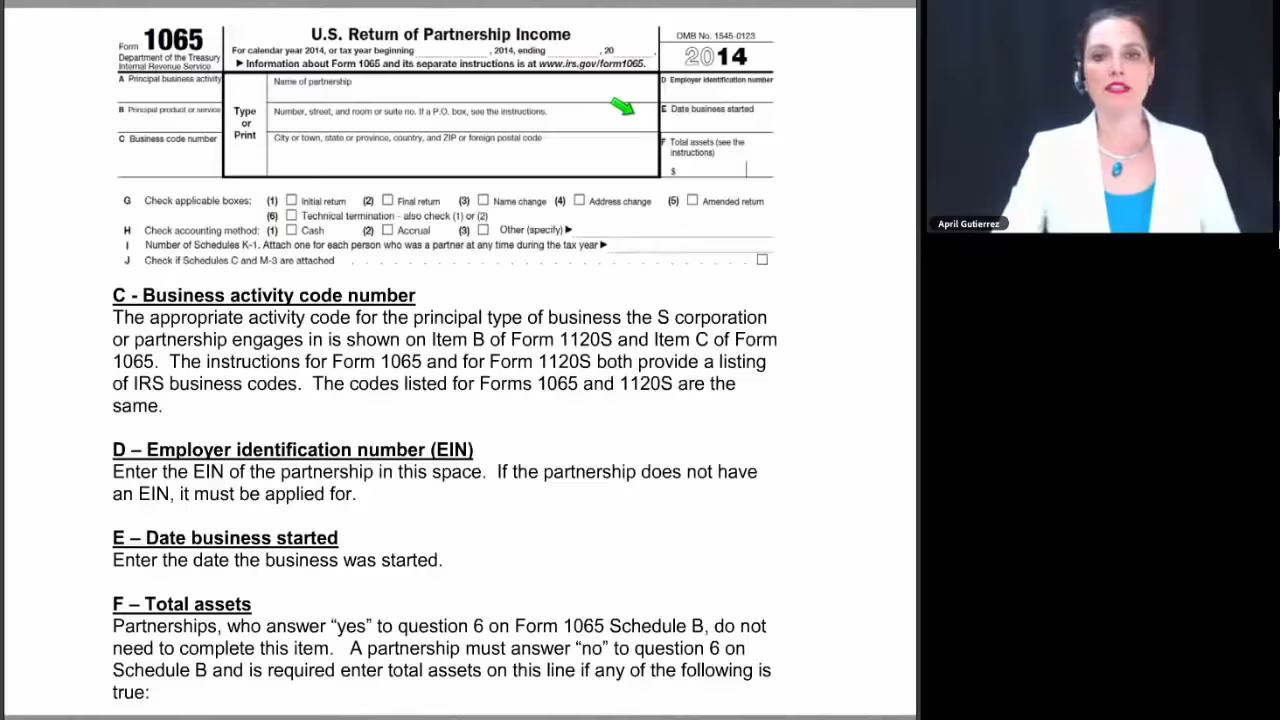 Form 1065
Department of the Treasury
Internal Revenue Service
U.S. Return of Partnership Income
For calendar year 2014, or tax year beginning , 2014, ending , 20 .
▶ Information about Form 1065 and its separate instructions is at www.irs.gov/form1065.
OMB No. 1545-0123
2014
A Principal business activity
B Principal product or service
C Business code number
Type
or
Print
Name of partnership
Number, street, and room or suite no. If a P.O. box, see the instructions.
City or town, state or province, country, and ZIP or foreign postal code
D Employer identification number
E Date business started
F Total assets (see the
instructions)
$
G Check applicable boxes: (1) Initial return (2) Final return (3) Name change (4) Address change (5) Amended return
(6) Technical termination - also check (1) or (2)
H Check accounting method: (1) Cash (2) Accrual (3) Other (specify) ▶
I Number of Schedules K-1. Attach one for each person who was a partner at any time during the tax year ▶
J Check if Schedules C and M-3 are attached
C - Business activity code number
The appropriate activity code for the principal type of business the S corporation
or partnership engages in is shown on Item B of Form 1120S and Item C of Form
1065. The instructions for Form 1065 and for Form 1120S both provide a listing
of IRS business codes. The codes listed for Forms 1065 and 1120S are the
same.
D – Employer identification number (EIN)
Enter the EIN of the partnership in this space. If the partnership does not have
an EIN, it must be applied for.
E – Date business started
Enter the date the business was started.
F – Total assets
Partnerships, who answer “yes” to question 6 on Form 1065 Schedule B, do not
need to complete this item. A partnership must answer “no” to question 6 on
Schedule B and is required enter total assets on this line if any of the following is
true:
April Gutierrez